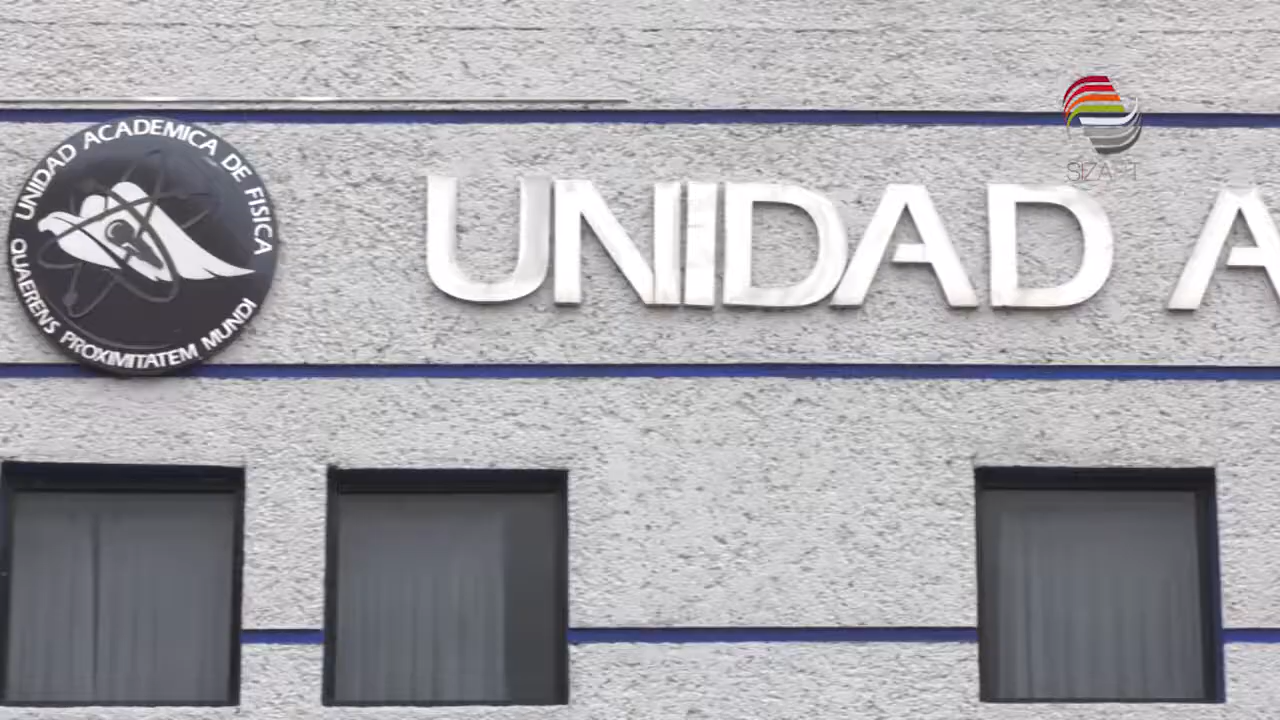 UNIDAD ACADEMICA DE FISICA
QUAERENS PROXIMITATEM MUNDI
UNIDAD A
SIZART